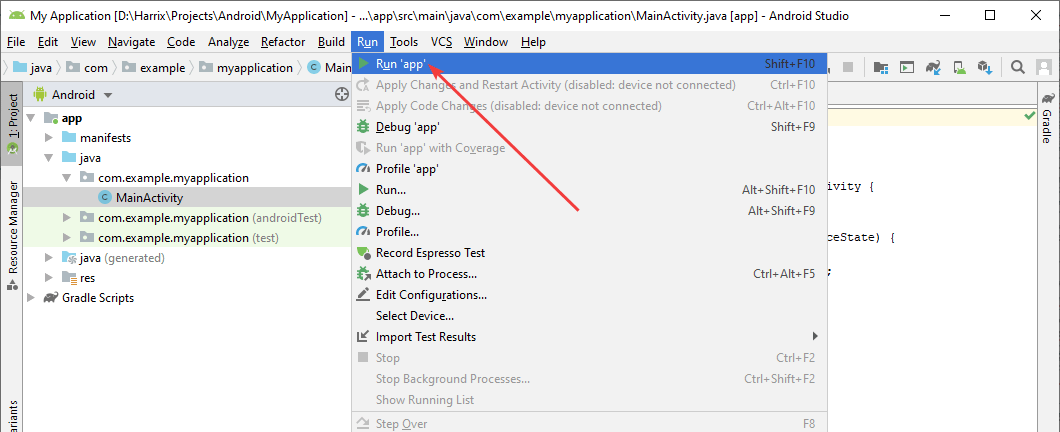 My Application [D:\Harrix\Projects\Android\MyApplication] - ...\app\src\main\java\com\example\myapplication\MainActivity.java [app] - Android Studio
File Edit View Navigate Code Analyze Refactor Build Run Tools VCS Window Help
java com example myapplication Main
1: Project
Resource Manager
Android
app
manifests
java
com.example.myapplication
MainActivity
com.example.myapplication (androidTest)
com.example.myapplication (test)
java (generated)
res
Gradle Scripts
Run 'app' Shift+F10
Apply Changes and Restart Activity (disabled: device not connected) Ctrl+F10
Apply Code Changes (disabled: device not connected) Ctrl+Alt+F10
Debug 'app' Shift+F9
Run 'app' with Coverage
Profile 'app'
Run... Alt+Shift+F10
Debug... Alt+Shift+F9
Profile...
Record Espresso Test
Attach to Process... Ctrl+Alt+F5
Edit Configurations...
Select Device...
Import Test Results
Stop Ctrl+F2
Stop Background Processes... Ctrl+Shift+F2
Show Running List
Step Over F8
ivity {
ceState) {
;
Gradle